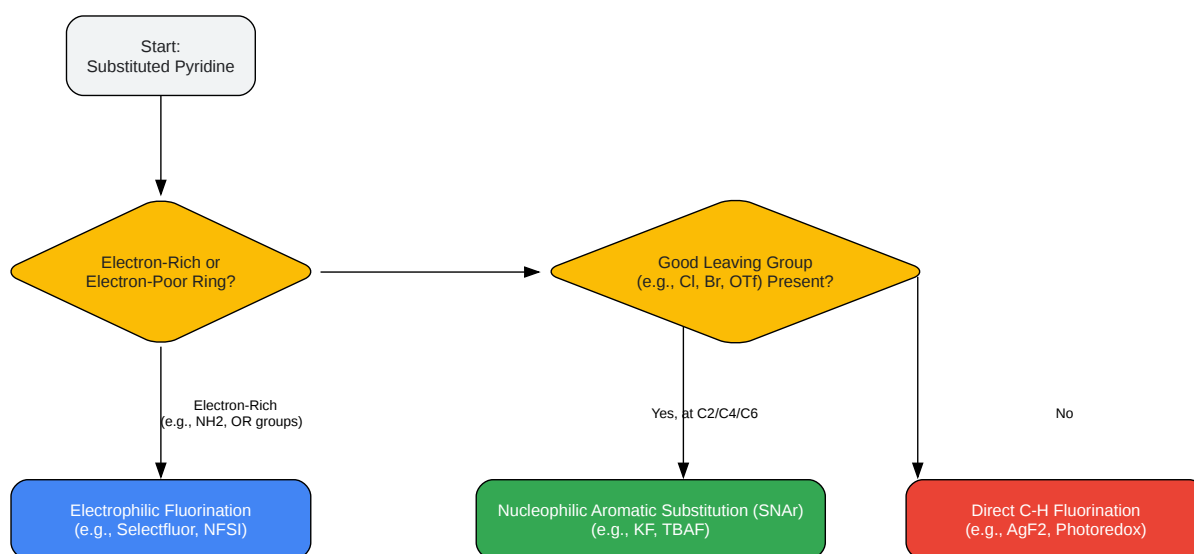 Start:
Substituted Pyridine
Electron-Rich or
Electron-Poor Ring?
Good Leaving Group
(e.g., Cl, Br, OTf) Present?
Electron-Rich
(e.g., NH2, OR groups)
Yes, at C2/C4/C6
No
Electrophilic Fluorination
(e.g., Selectfluor, NFSI)
Nucleophilic Aromatic Substitution (SNAr)
(e.g., KF, TBAF)
Direct C-H Fluorination
(e.g., AgF2, Photoredox)